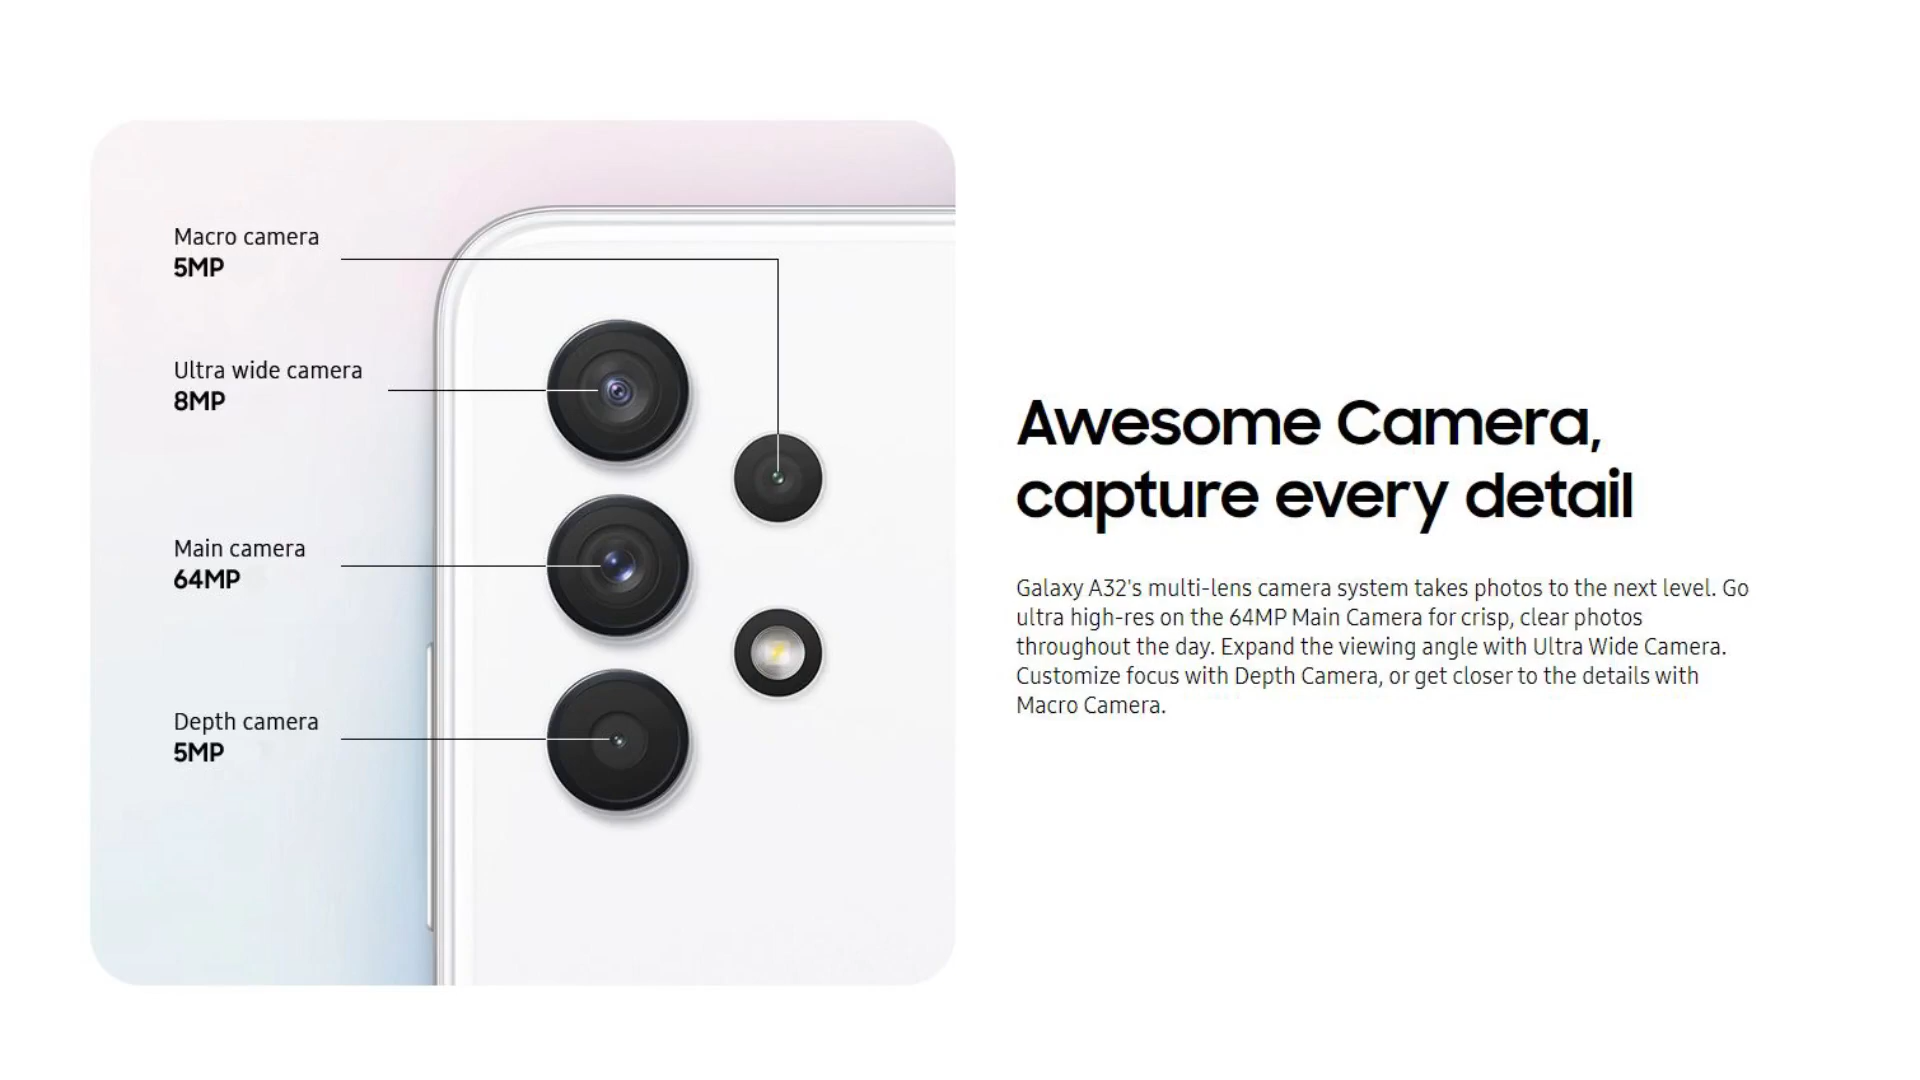 Macro camera
5MP
Ultra wide camera
8MP
Main camera
64MP
Depth camera
5MP
Awesome Camera,
capture every detail
Galaxy A32's multi-lens camera system takes photos to the next level. Go
ultra high-res on the 64MP Main Camera for crisp, clear photos
throughout the day. Expand the viewing angle with Ultra Wide Camera.
Customize focus with Depth Camera, or get closer to the details with
Macro Camera.